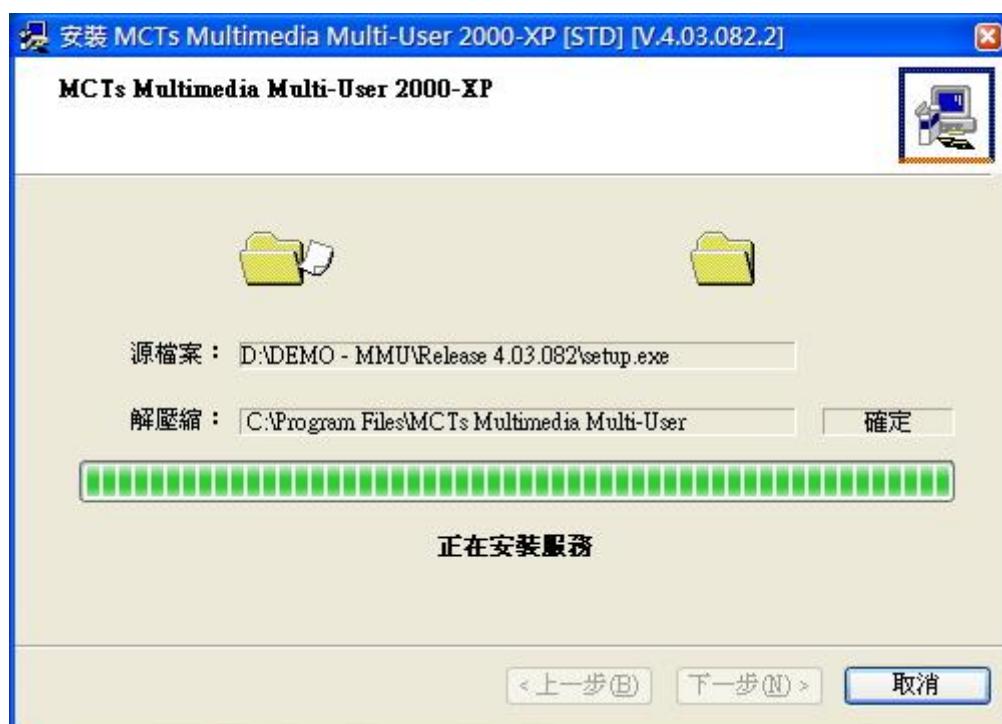 安裝 MCTs Multimedia Multi-User 2000-XP [STD] [V.4.03.082.2]
MCTs Multimedia Multi-User 2000-XP
源檔案： D:\DEMO - MMU\Release 4.03.082\setup.exe
解壓縮： C:\Program Files\MCTs Multimedia Multi-User 確定
正在安裝服務
<上一步(B) 下一步(N)> 取消